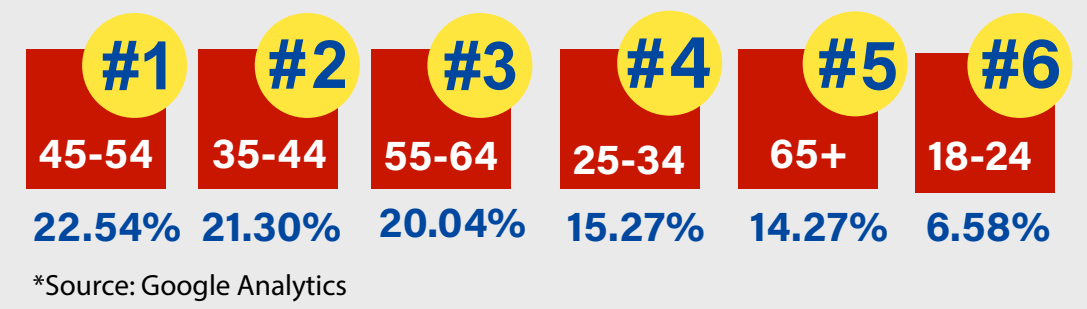 #1 #2 #3 #4 #5 #6
45-54 35-44 55-64 25-34 65+ 18-24
22.54% 21.30% 20.04% 15.27% 14.27% 6.58%
*Source: Google Analytics